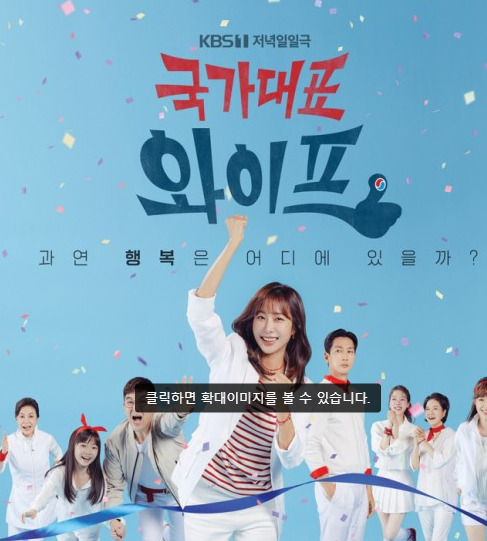 KBS1 저녁일일극
국가대표
와이프
과연 행복은 어디에 있을까?
클릭하면 확대이미지를 볼 수 있습니다.